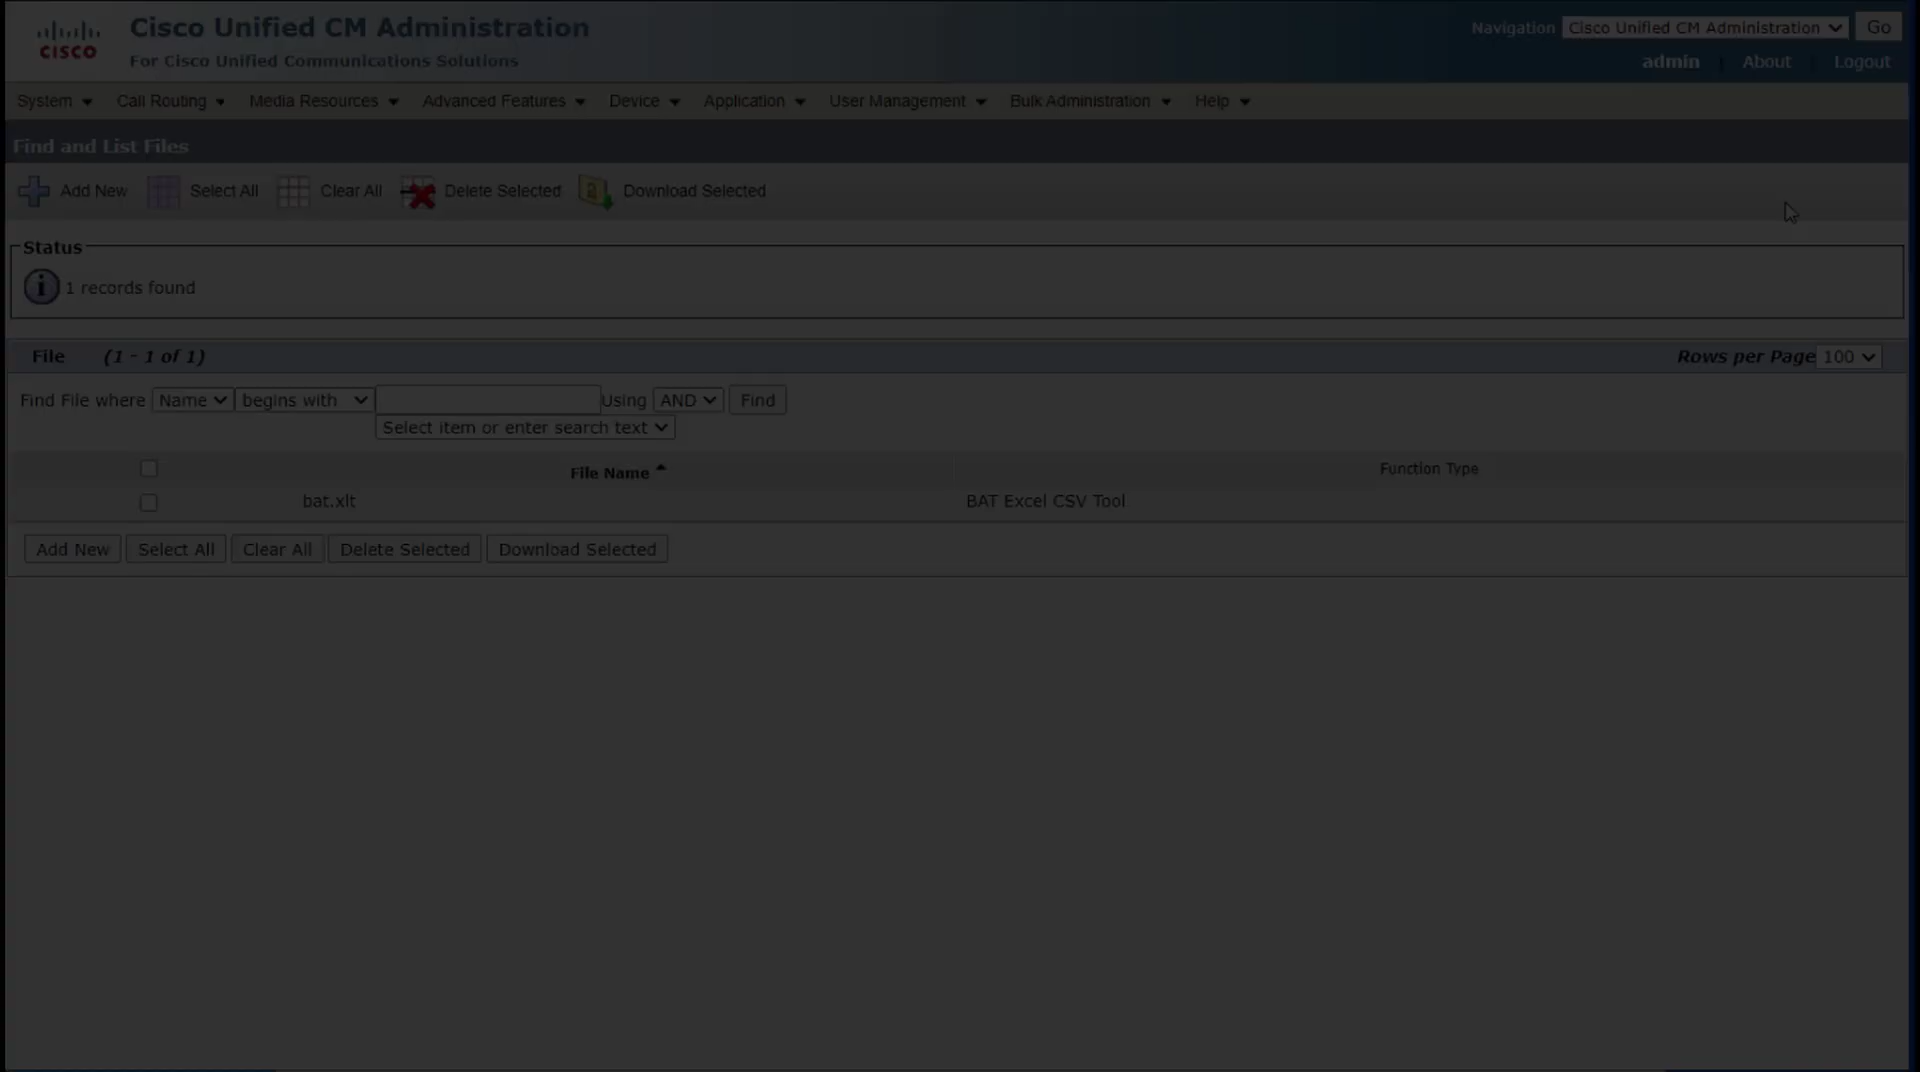 Cisco Unified CM Administration
For Cisco Unified Communications Solutions
CISCO
Navigation Cisco Unified CM Administration Go
admin About Logout
System Call Routing Media Resources Advanced Features Device Application User Management Bulk Administration Help
Find and List Files
Add New Select All Clear All Delete Selected Download Selected
Status
i 1 records found
File (1 - 1 of 1) Rows per Page 100
Find File where Name begins with Using AND Find
Select item or enter search text
File Name Function Type
bat.xlt BAT Excel CSV Tool
Add New Select All Clear All Delete Selected Download Selected